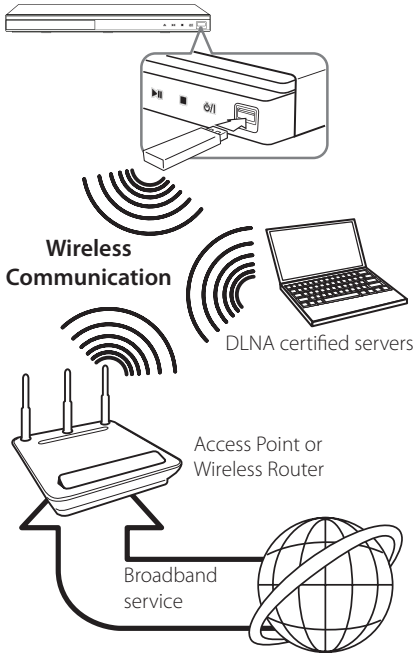 Wireless
Communication
DLNA certified servers
Access Point or
Wireless Router
Broadband
service